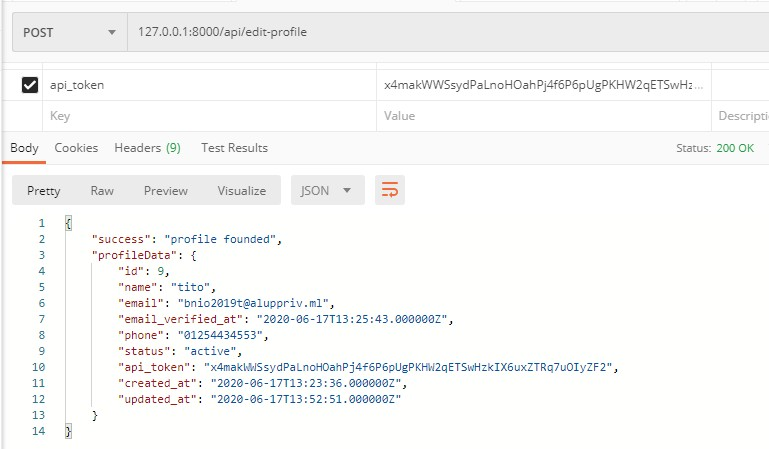 POST 127.0.0.1:8000/api/edit-profile
api_token x4makWWSsydPaLnoHOahPj4f6P6pUgPKHW2qETSwHz...
Key Value Descripti
Body Cookies Headers (9) Test Results Status: 200 OK
Pretty Raw Preview Visualize JSON
1 {
2 "success": "profile founded",
3 "profileData": {
4 "id": 9,
5 "name": "tito",
6 "email": "bnio2019t@aluppriv.ml",
7 "email_verified_at": "2020-06-17T13:25:43.000000Z",
8 "phone": "01254434553",
9 "status": "active",
10 "api_token": "x4makWWSsydPaLnoHOahPj4f6P6pUgPKHW2qETSwHzkIX6uxZTRq7uOIyZF2",
11 "created_at": "2020-06-17T13:23:36.000000Z",
12 "updated_at": "2020-06-17T13:52:51.000000Z"
13 }
14 }